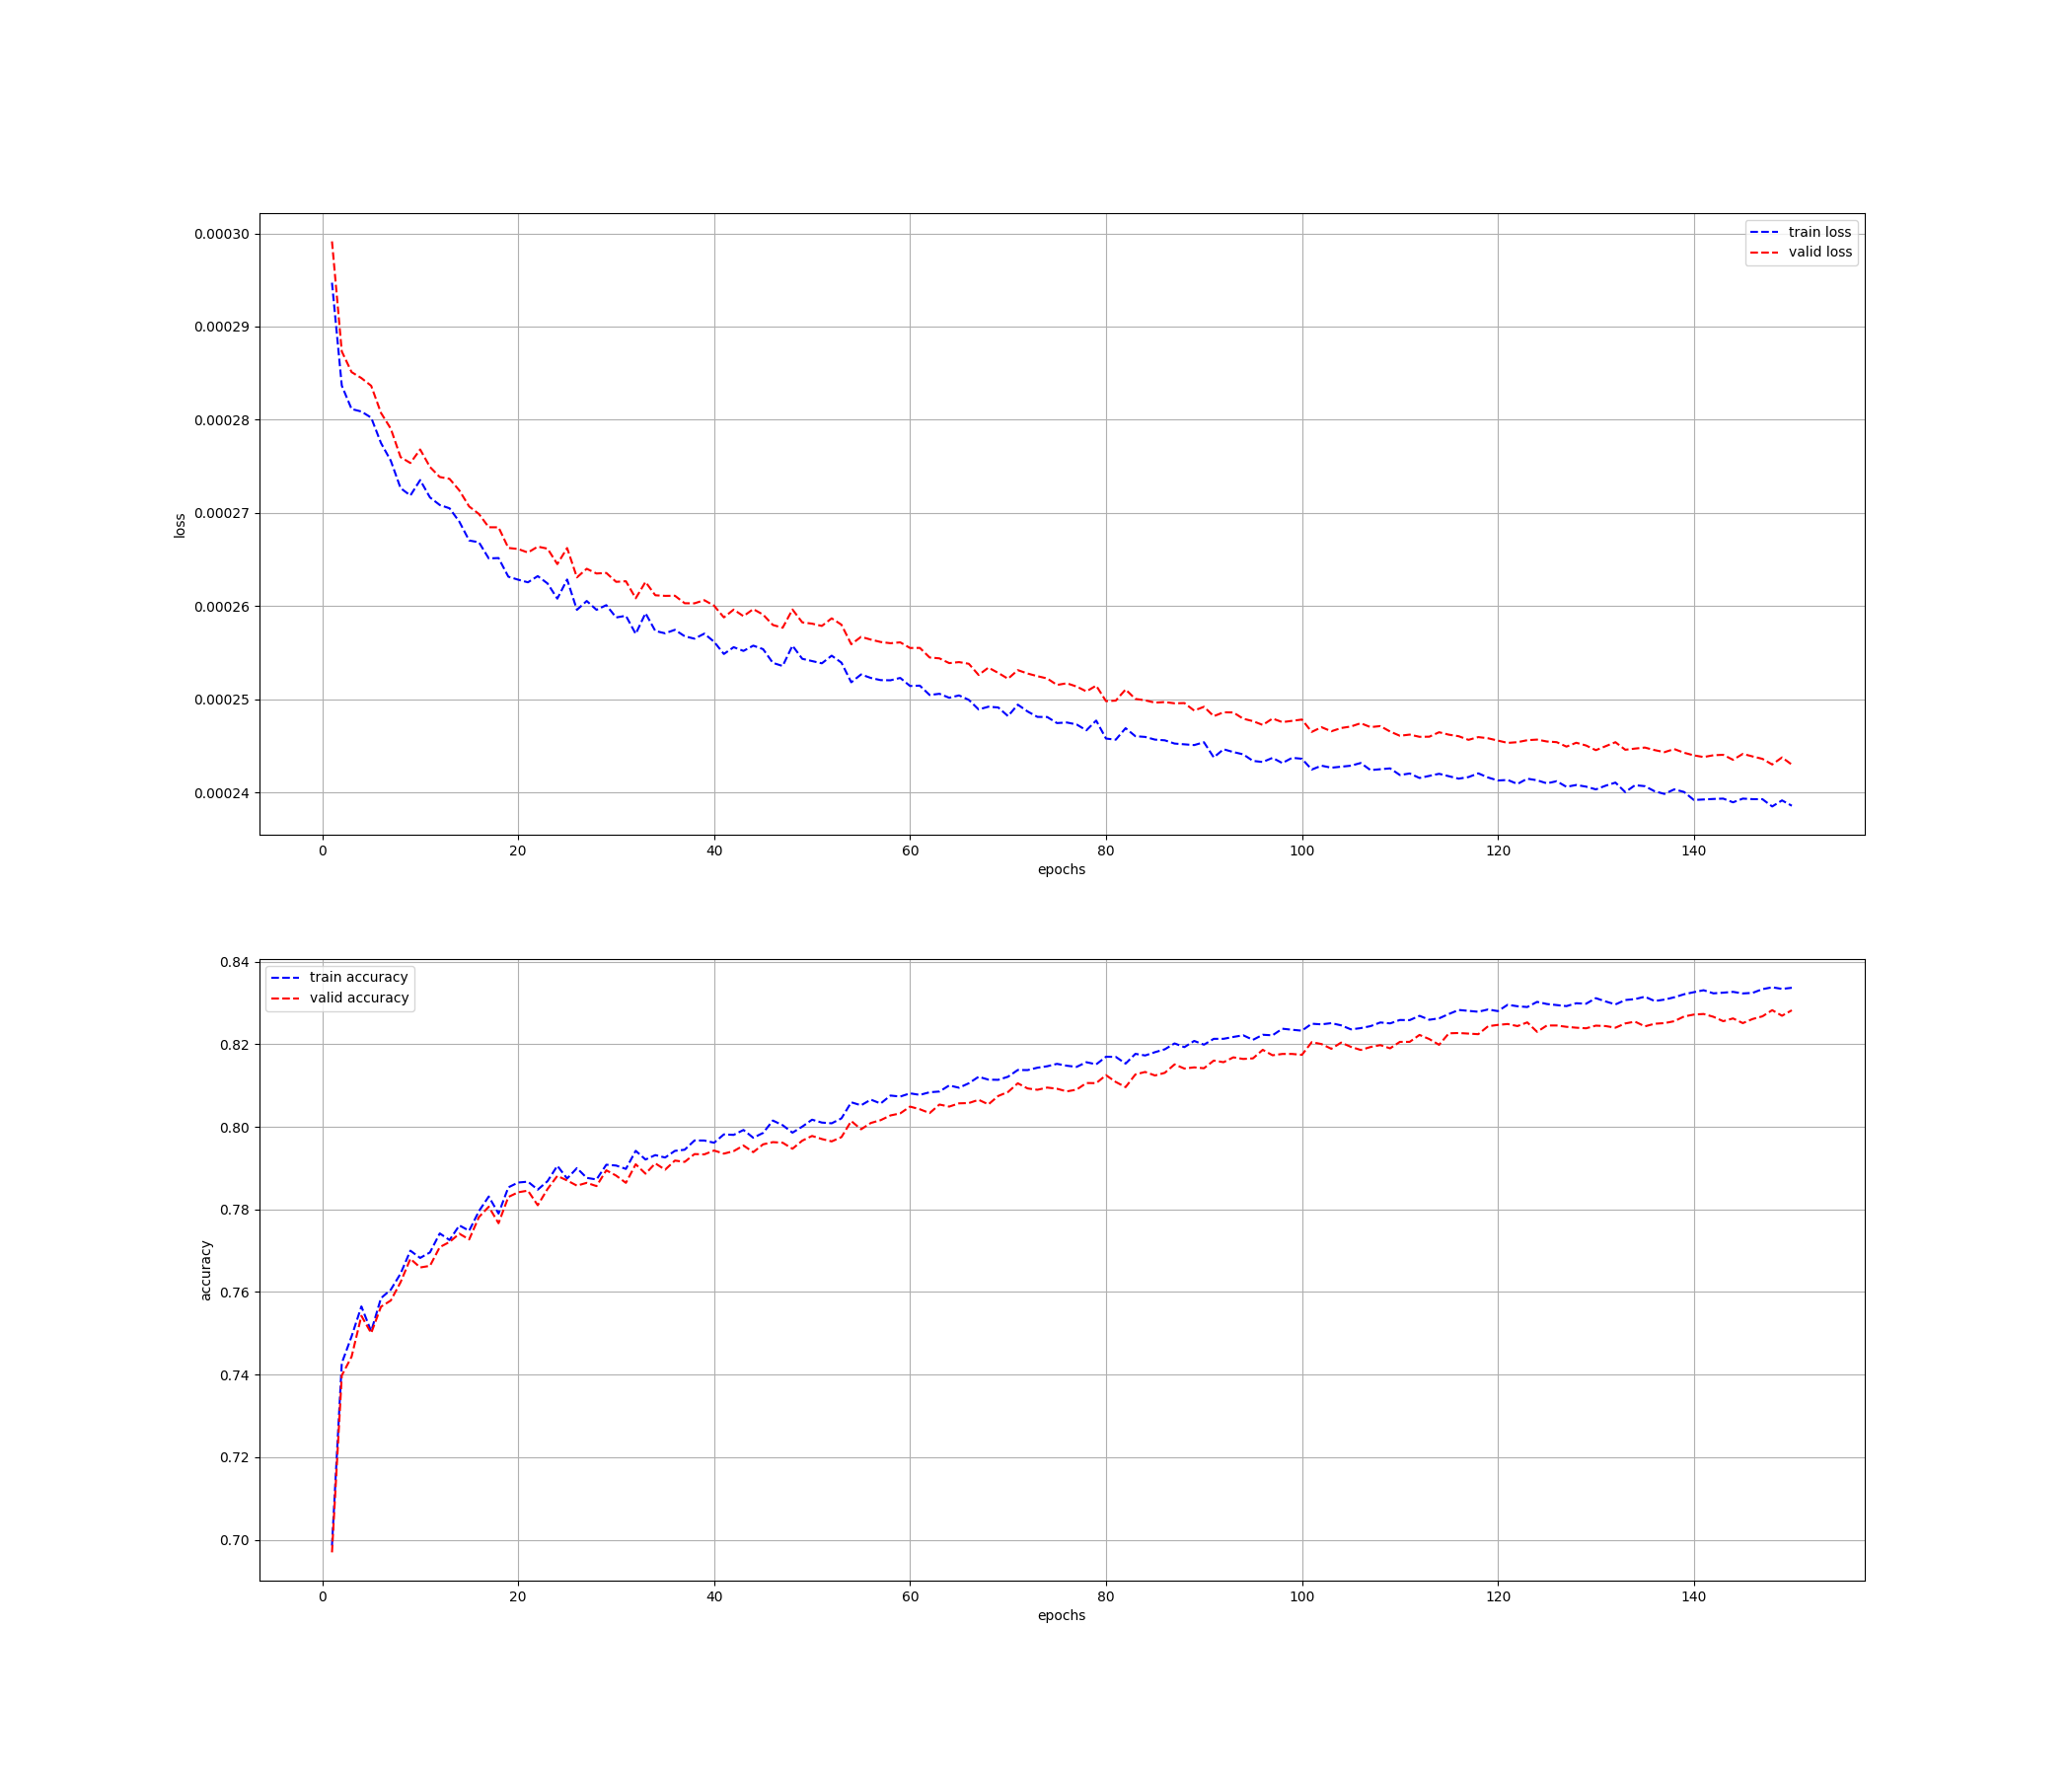 0.00030
0.00029
0.00028
0.00027
0.00026
0.00025
0.00024
loss
train loss
valid loss
0 20 40 60 80 100 120 140
epochs
0.84
0.82
0.80
0.78
0.76
0.74
0.72
0.70
accuracy
train accuracy
valid accuracy
0 20 40 60 80 100 120 140
epochs